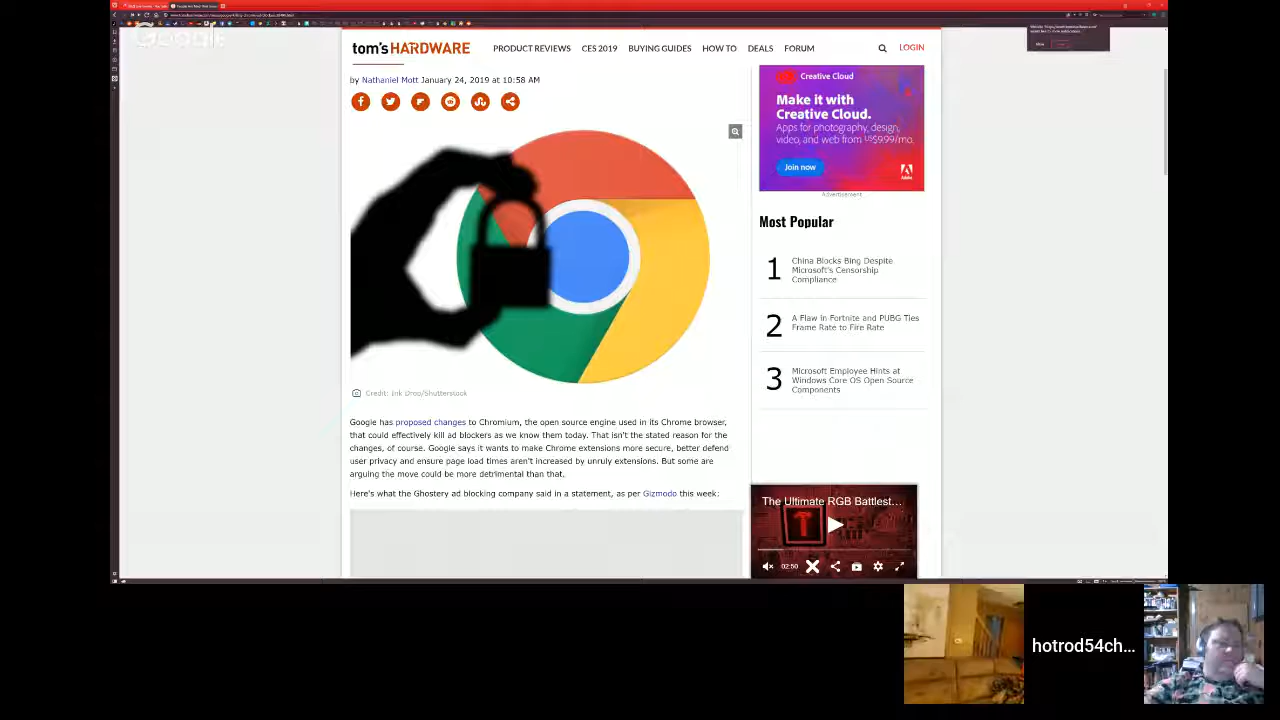 Google
tom's HARDWARE
PRODUCT REVIEWS CES 2019 BUYING GUIDES HOW TO DEALS FORUM
LOGIN
by Nathaniel Mott January 24, 2019 at 10:58 AM
Creative Cloud
Make it with
Creative Cloud.
Apps for photography, design,
video, and web from US$9.99/mo.
Join now
Adobe
Advertisement
Most Popular
1 China Blocks Bing Despite
Microsoft's Censorship
Compliance
2 A Flaw in Fortnite and PUBG Ties
Frame Rate to Fire Rate
3 Microsoft Employee Hints at
Windows Core OS Open Source
Components
Credit: Ink Drop/Shutterstock
Google has proposed changes to Chromium, the open source engine used in its Chrome browser,
that could effectively kill ad blockers as we know them today. That isn't the stated reason for the
changes, of course. Google says it wants to make Chrome extensions more secure, better defend
user privacy and ensure page load times aren't increased by unruly extensions. But some are
arguing the move could be more detrimental than that.
Here's what the Ghostery ad blocking company said in a statement, as per Gizmodo this week:
The Ultimate RGB Battlest...
02:50
hotrod54ch...